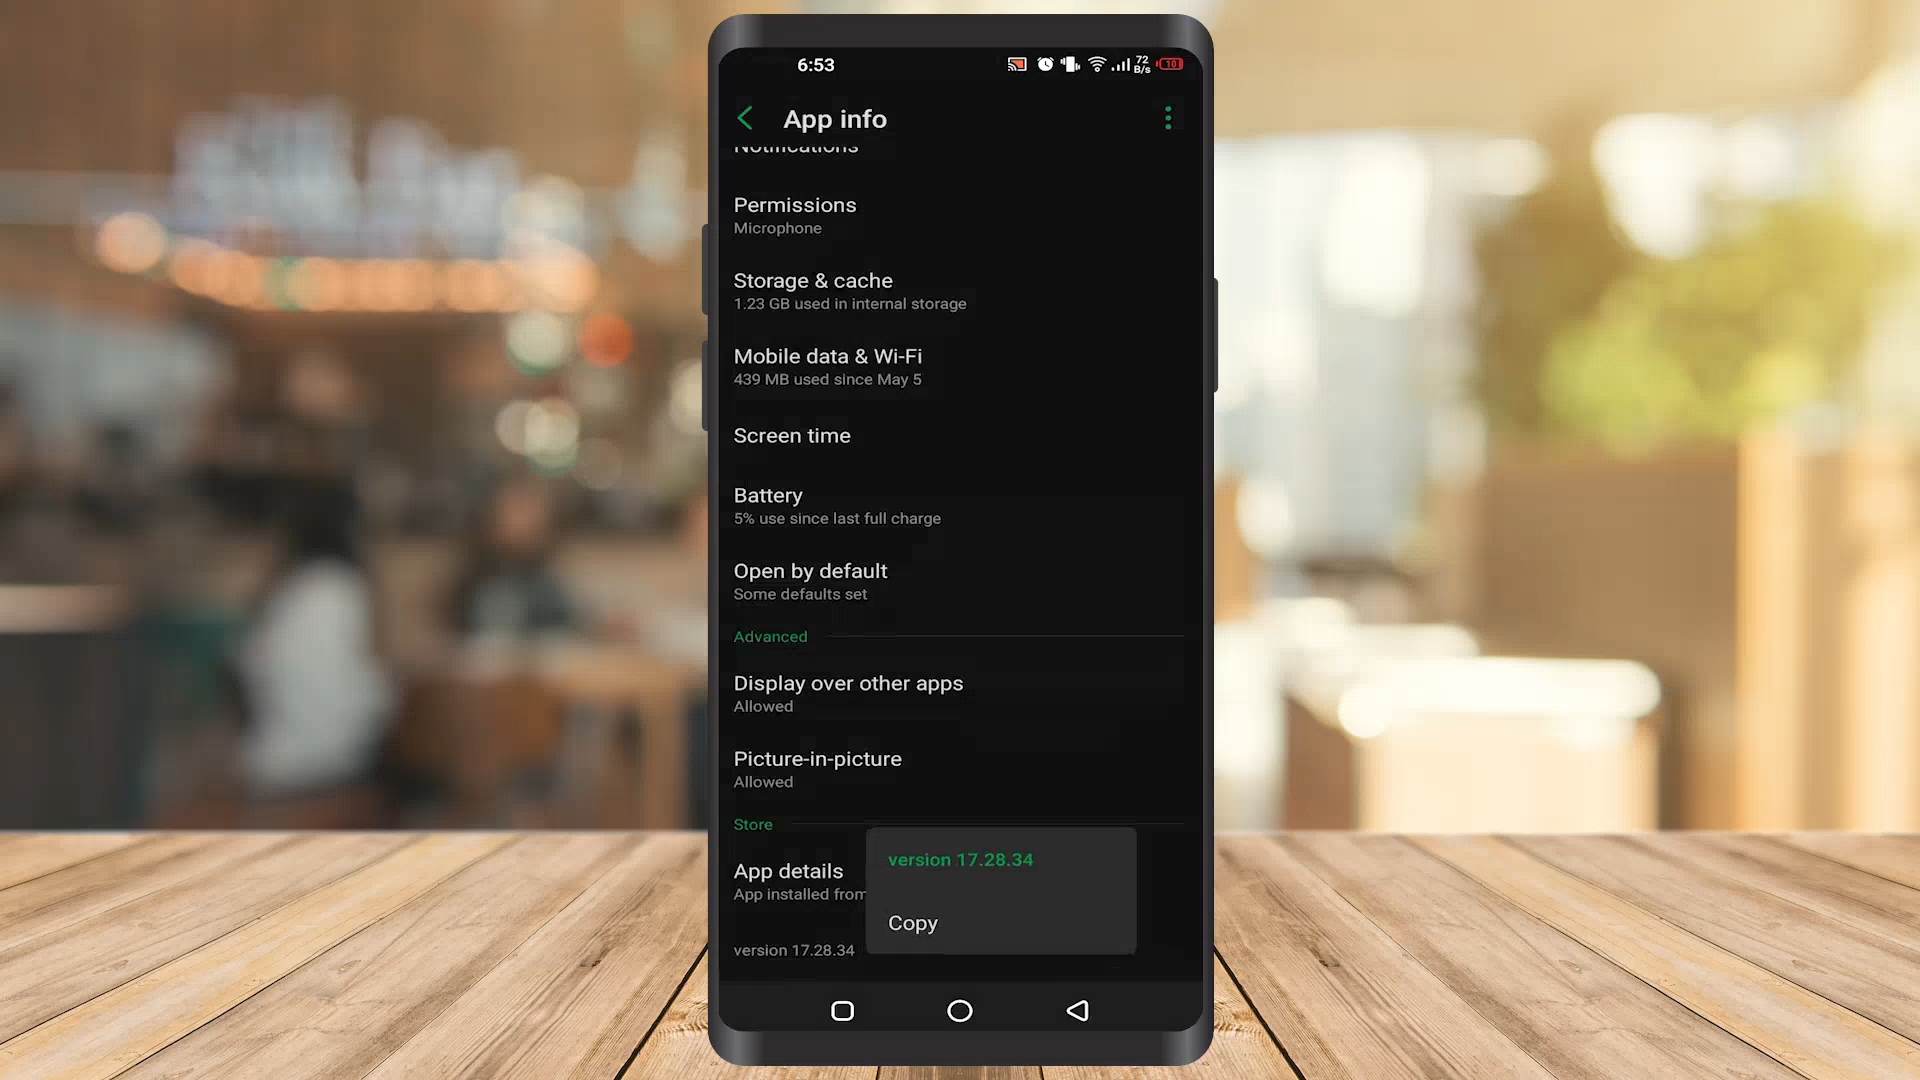 6:53
72
B/s
10
App info
Notifications
Permissions
Microphone
Storage & cache
1.23 GB used in internal storage
Mobile data & Wi-Fi
439 MB used since May 5
Screen time
Battery
5% use since last full charge
Open by default
Some defaults set
Advanced
Display over other apps
Allowed
Picture-in-picture
Allowed
Store
version 17.28.34
App details
App installed from
Copy
version 17.28.34